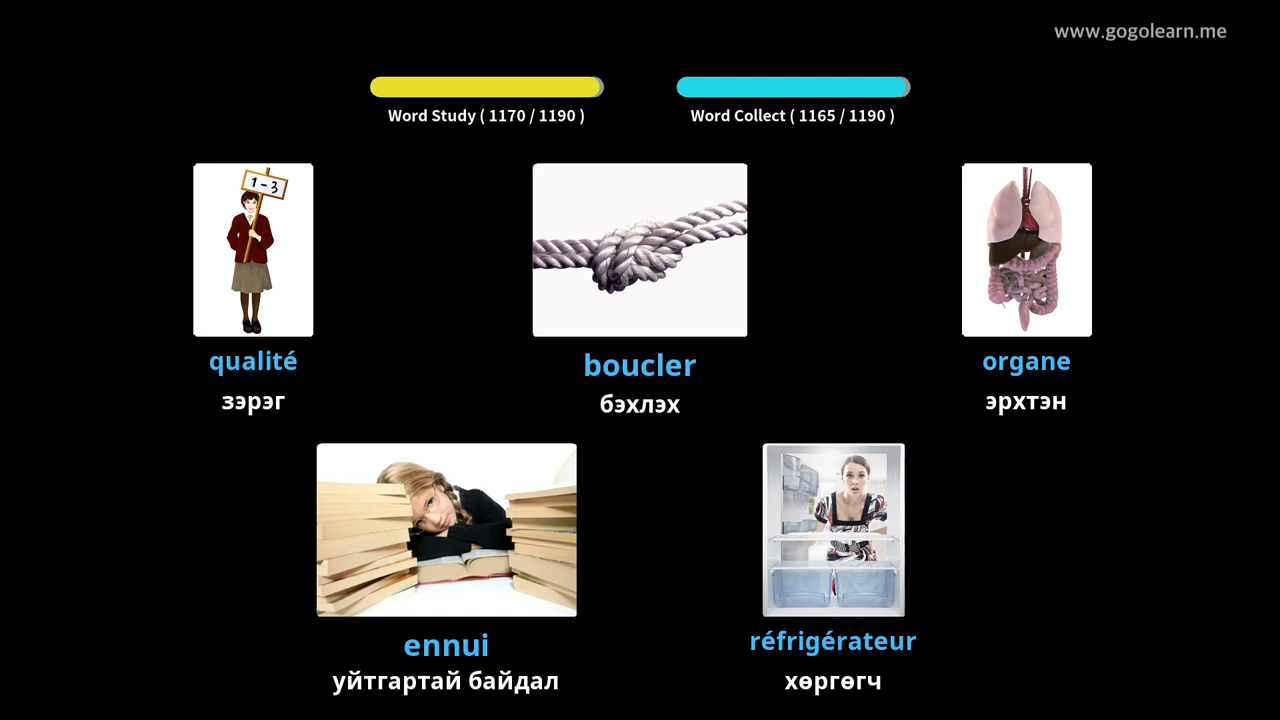 www.gogolearn.me
Word Study ( 1170 / 1190 )
Word Collect ( 1165 / 1190 )
1 - 3
qualité
зэрэг
boucler
бэхлэх
organe
эрхтэн
ennui
уйтгартай байдал
réfrigérateur
хөргөгч